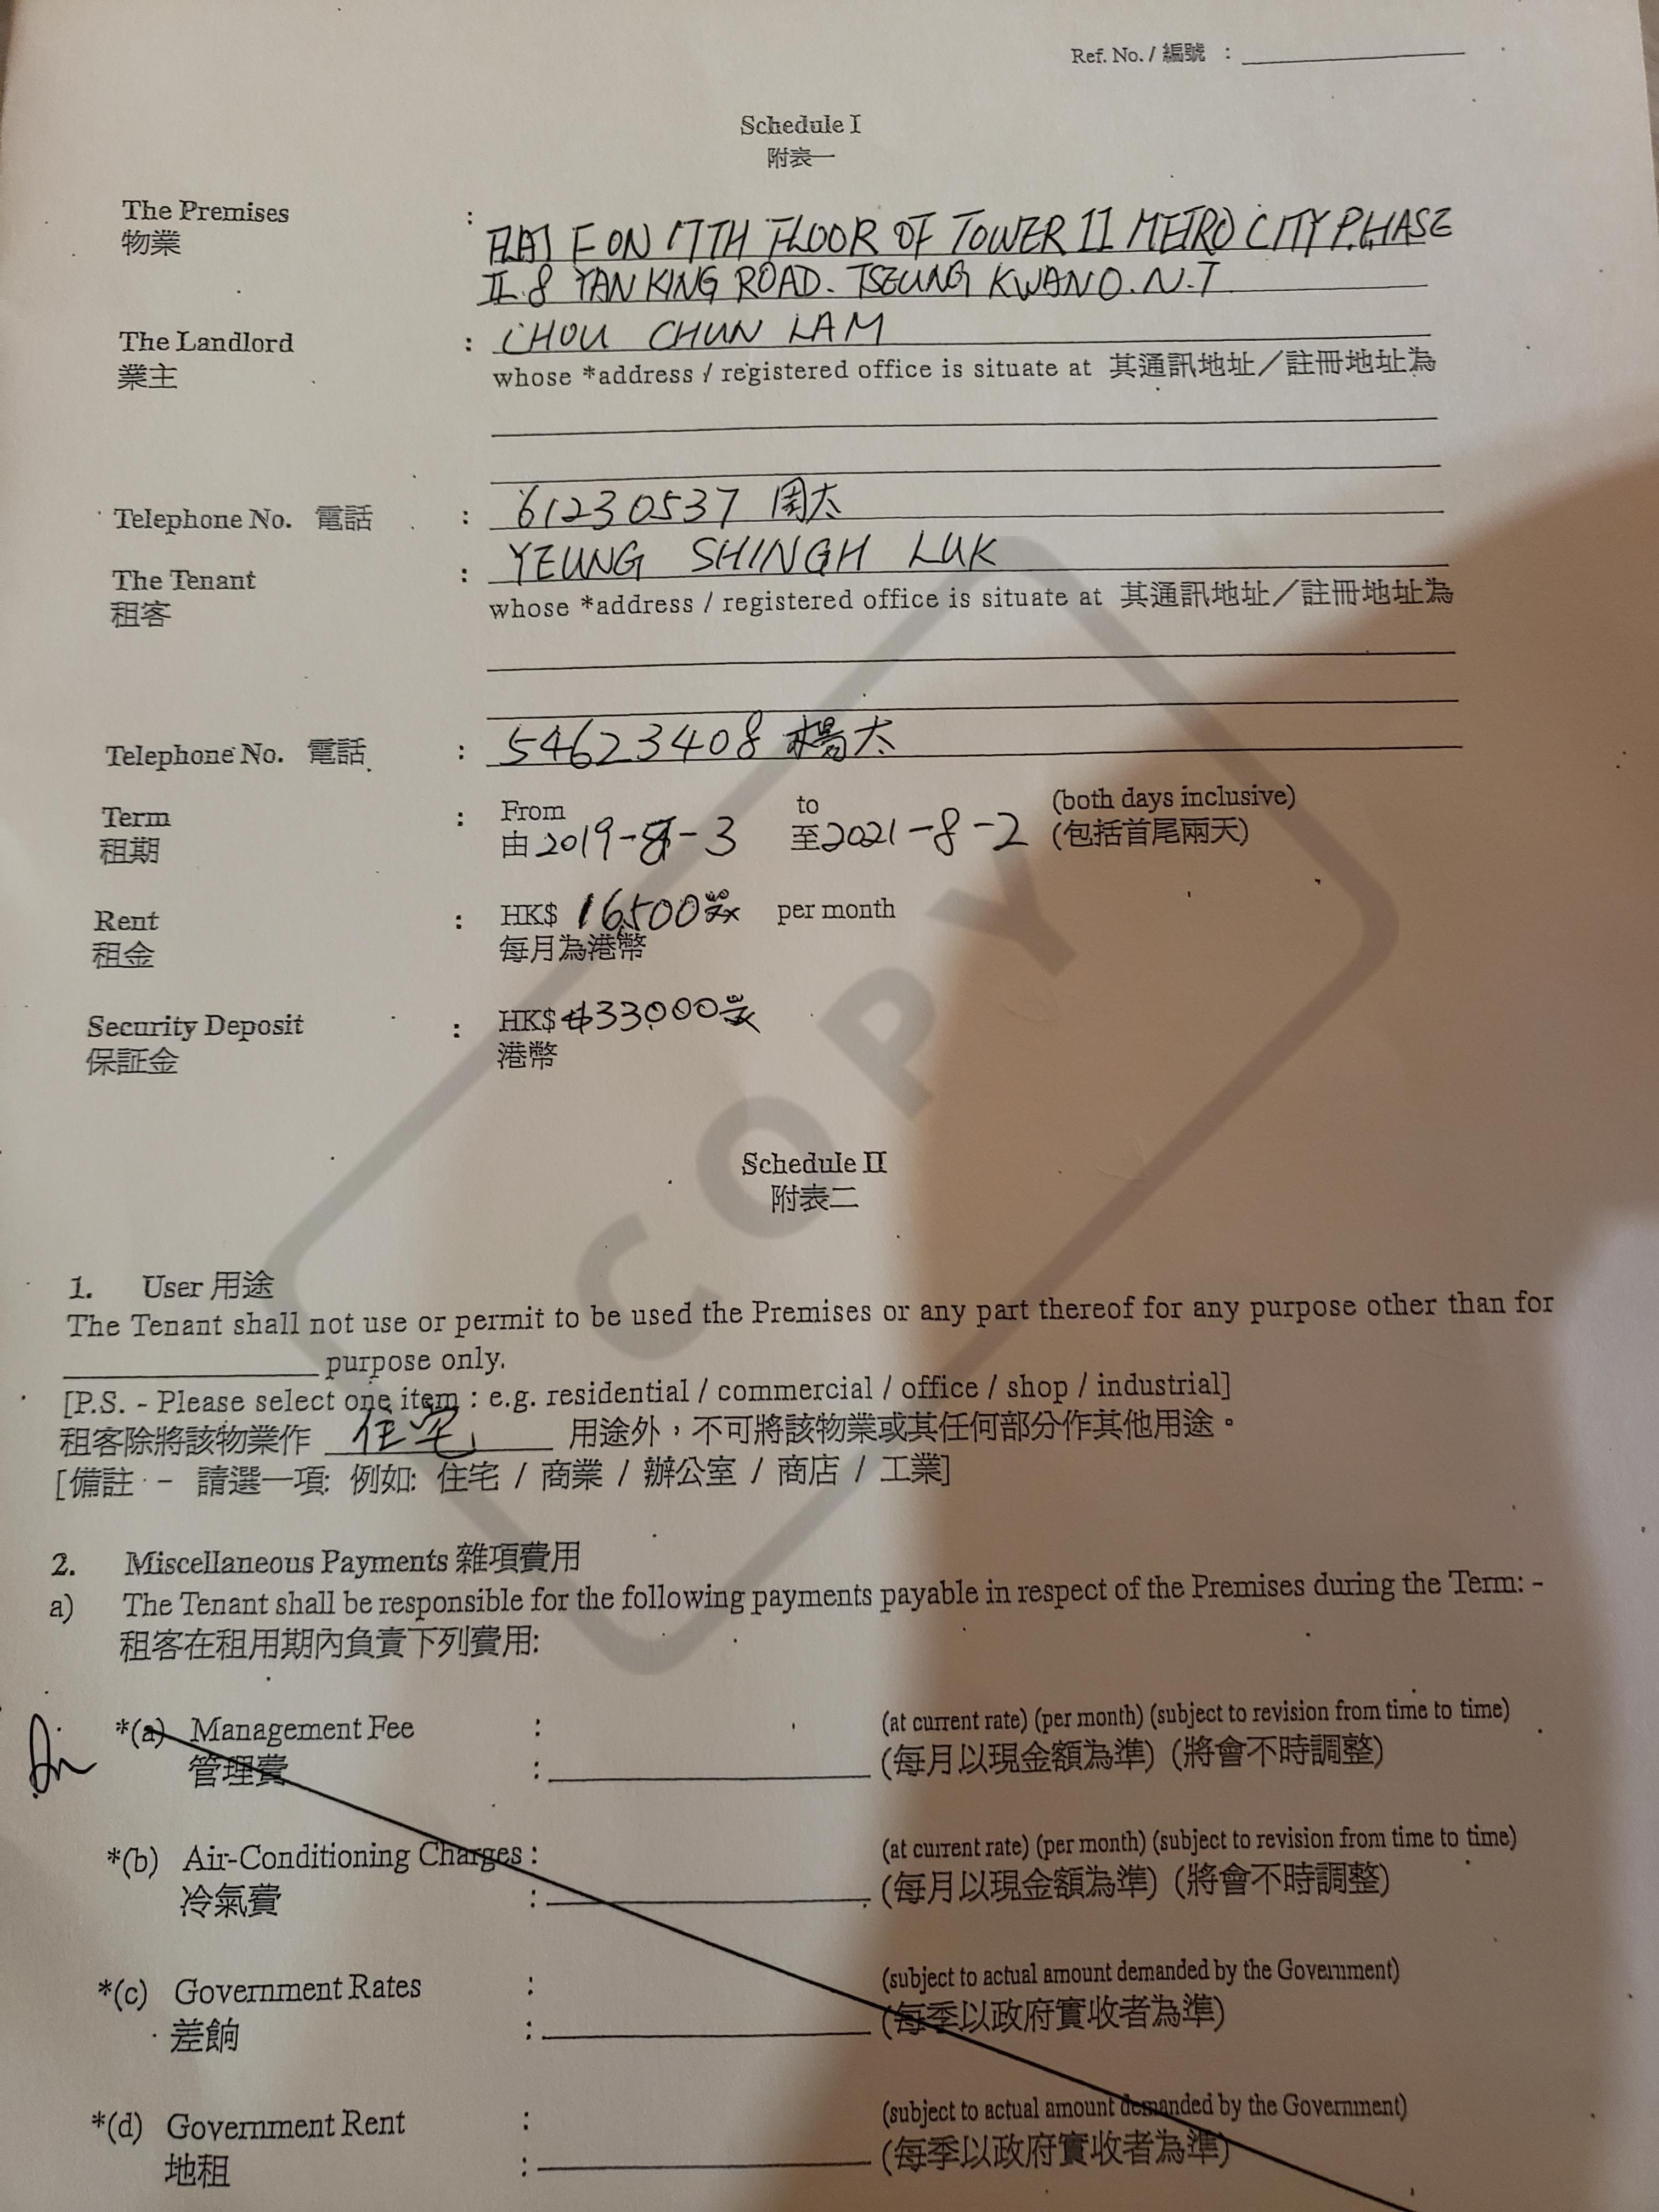 Ref. No. / 編號 :
Schedule I
附表一
The Premises :
物業
FLAT F ON 17TH FLOOR OF TOWER 11 METRO CITY PHASE
II. 8 YAN KING ROAD. TSEUNG KWAN O. N.T
The Landlord : CHOU CHUN LAM
業主
whose *address / registered office is situate at 其通訊地址／註冊地址為
Telephone No. 電話 : 61230537 周太
The Tenant : YEUNG SHINGH LUK
租客
whose *address / registered office is situate at 其通訊地址／註冊地址為
Telephone No. 電話 : 54623408 楊太
Term : From to (both days inclusive)
租期 由 2019-8-3 至 2021-8-2 (包括首尾兩天)
Rent : HK$ 16,500 per month
租金 每月為港幣
Security Deposit : HK$ $33,000
保証金 港幣
COPY
Schedule II
附表二
1. User 用途
The Tenant shall not use or permit to be used the Premises or any part thereof for any purpose other than for
purpose only.
[P.S. - Please select one item : e.g. residential / commercial / office / shop / industrial]
租客除將該物業作 住宅 用途外，不可將該物業或其任何部分作其他用途。
[備註 - 請選一項: 例如: 住宅 / 商業 / 辦公室 / 商店 / 工業]
2. Miscellaneous Payments 雜項費用
a) The Tenant shall be responsible for the following payments payable in respect of the Premises during the Term: -
租客在租用期內負責下列費用:
*(a) Management Fee : (at current rate) (per month) (subject to revision from time to time)
管理費 : (每月以現金額為準) (將會不時調整)
*(b) Air-Conditioning Charges : (at current rate) (per month) (subject to revision from time to time)
冷氣費 : (每月以現金額為準) (將會不時調整)
*(c) Government Rates : (subject to actual amount demanded by the Government)
差餉 : (每季以政府實收者為準)
*(d) Government Rent : (subject to actual amount demanded by the Government)
地租 : (每季以政府實收者為準)